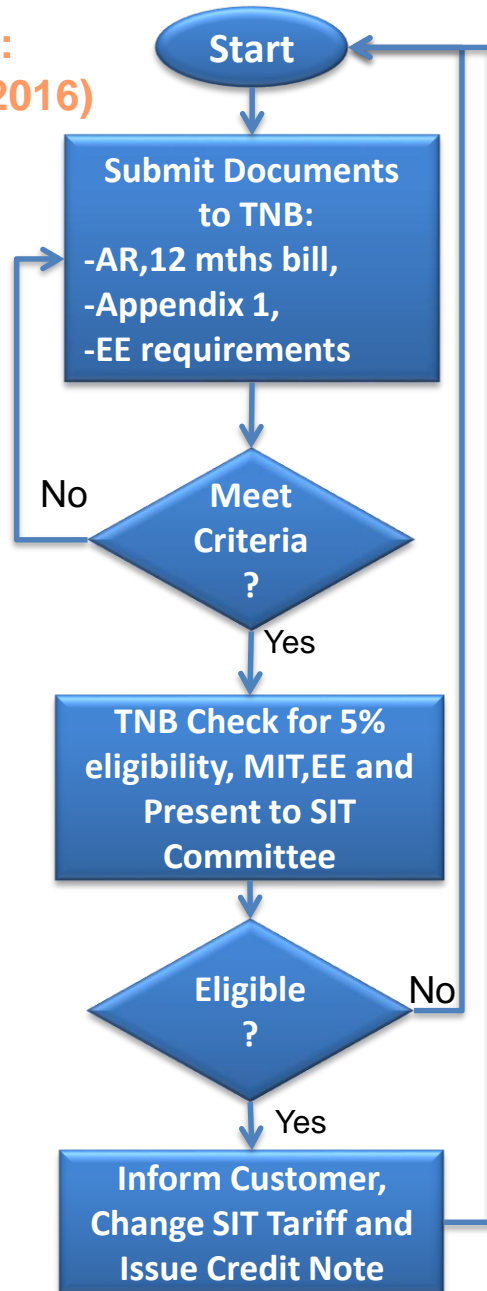 :
2016)
Start
Submit Documents
to TNB:
-AR,12 mths bill,
-Appendix 1,
-EE requirements
No
Meet
Criteria
?
Yes
TNB Check for 5%
eligibility, MIT,EE and
Present to SIT
Committee
Eligible
?
No
Yes
Inform Customer,
Change SIT Tariff and
Issue Credit Note